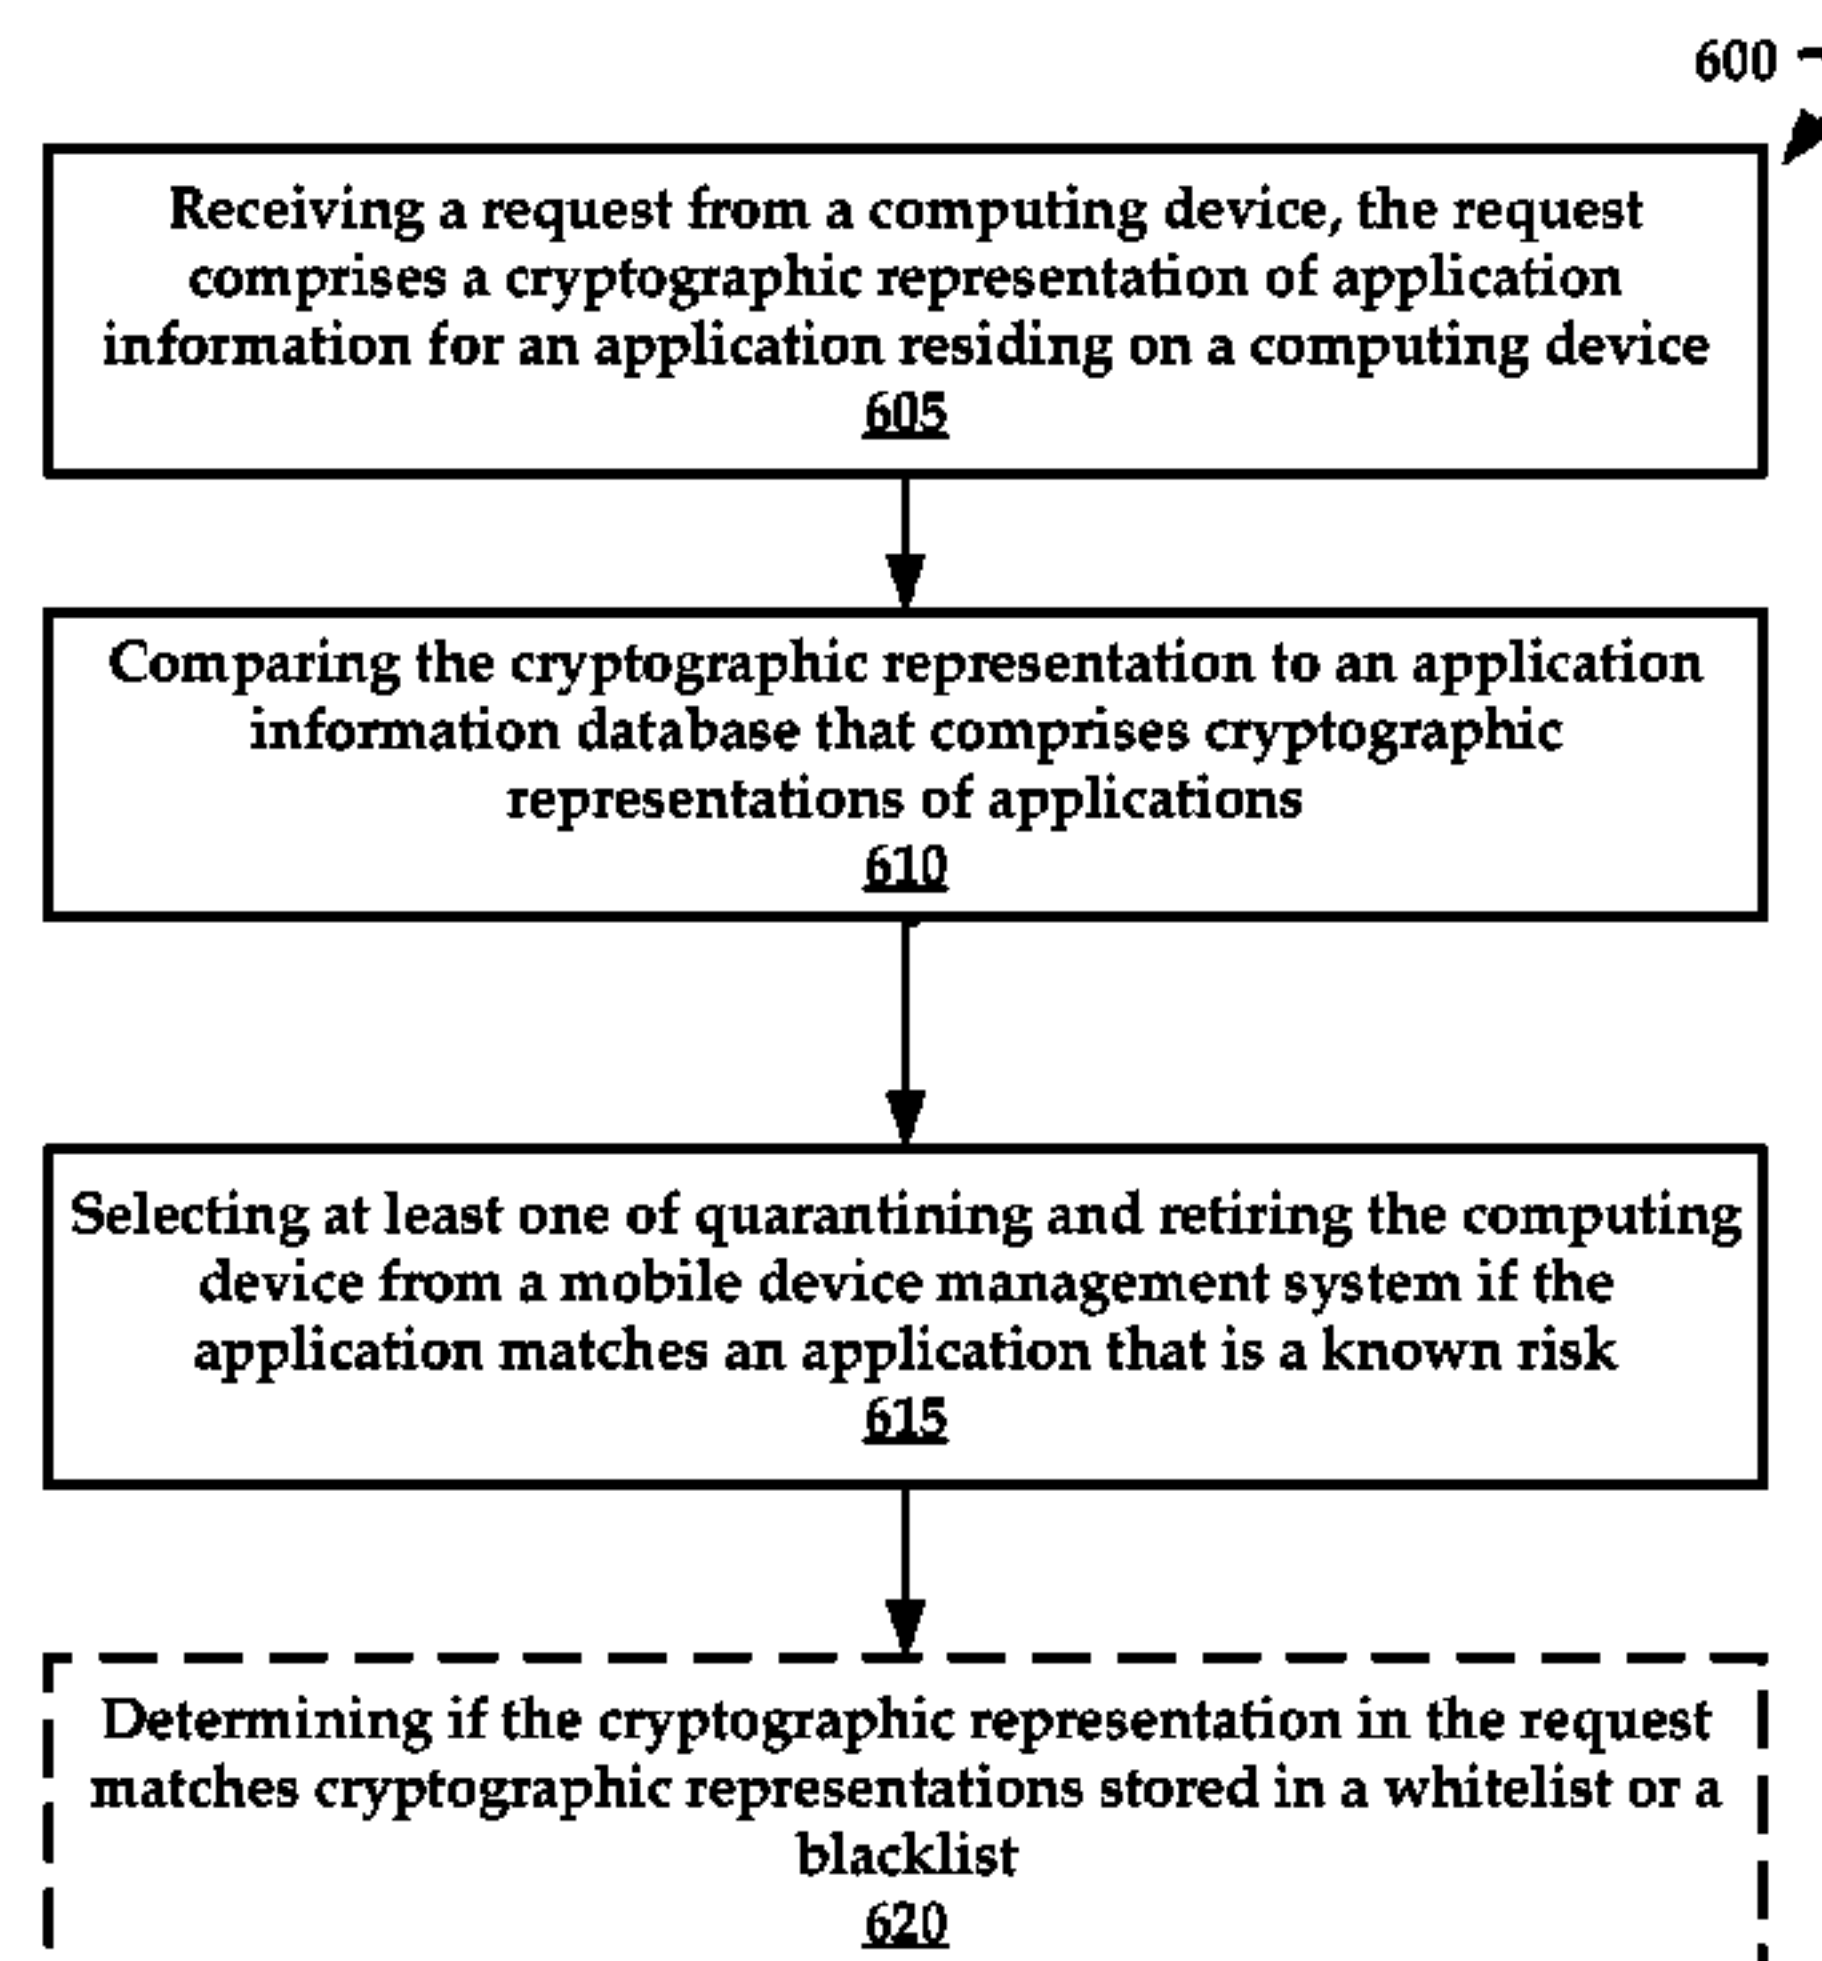 600
Receiving a request from a computing device, the request
comprises a cryptographic representation of application
information for an application residing on a computing device
605
Comparing the cryptographic representation to an application
information database that comprises cryptographic
representations of applications
610
Selecting at least one of quarantining and retiring the computing
device from a mobile device management system if the
application matches an application that is a known risk
615
Determining if the cryptographic representation in the request
matches cryptographic representations stored in a whitelist or a
blacklist
620